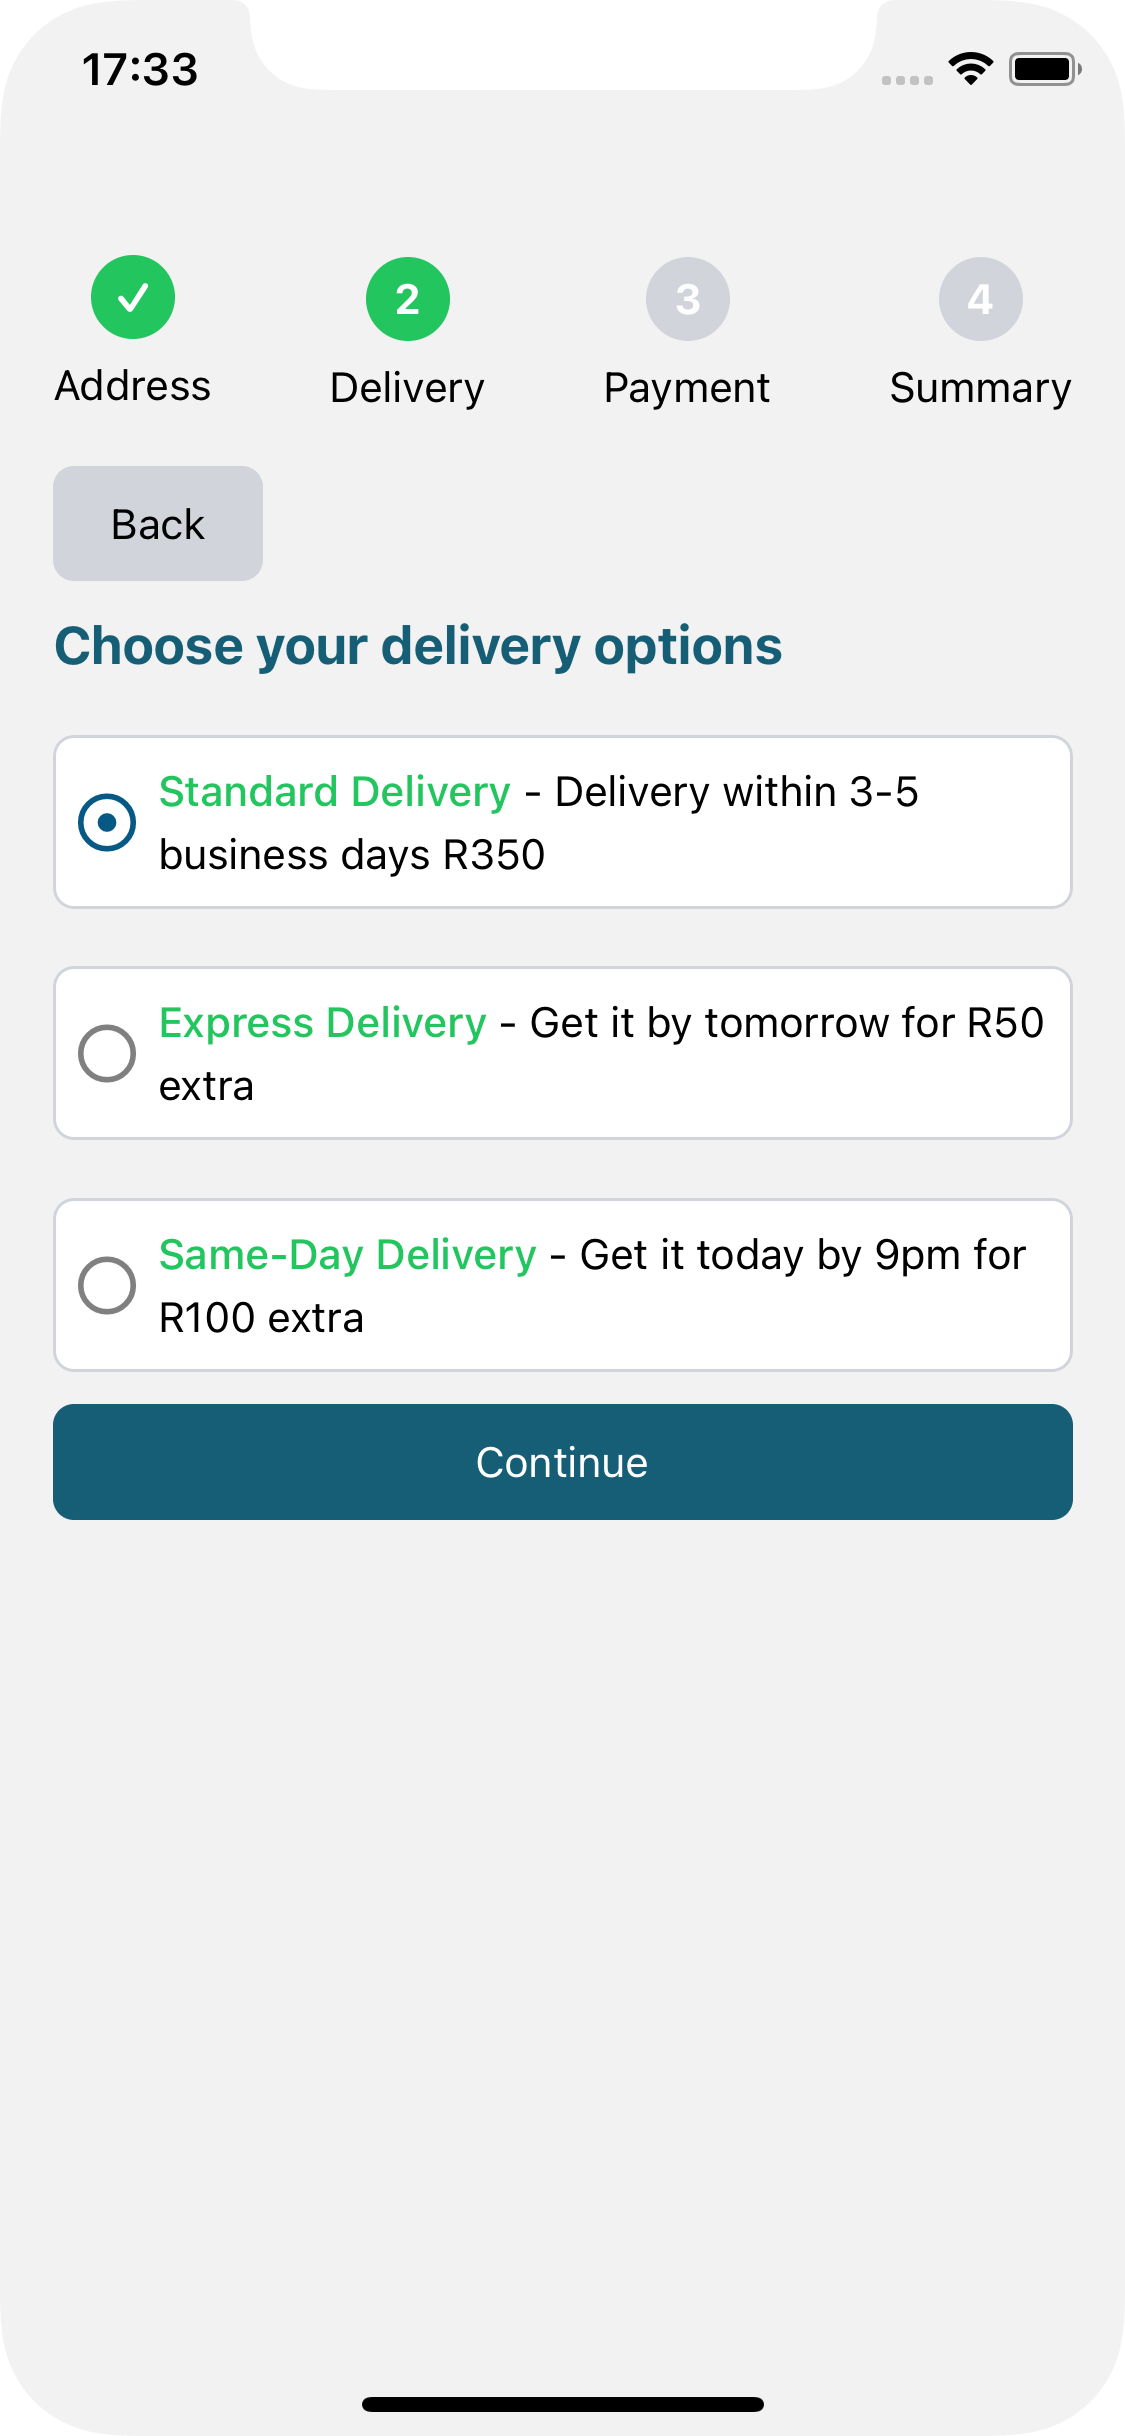 17:33
2
3
4
Address
Delivery
Payment
Summary
Back
Choose your delivery options
Standard Delivery - Delivery within 3-5
business days R350
Express Delivery - Get it by tomorrow for R50
extra
Same-Day Delivery - Get it today by 9pm for
R100 extra
Continue